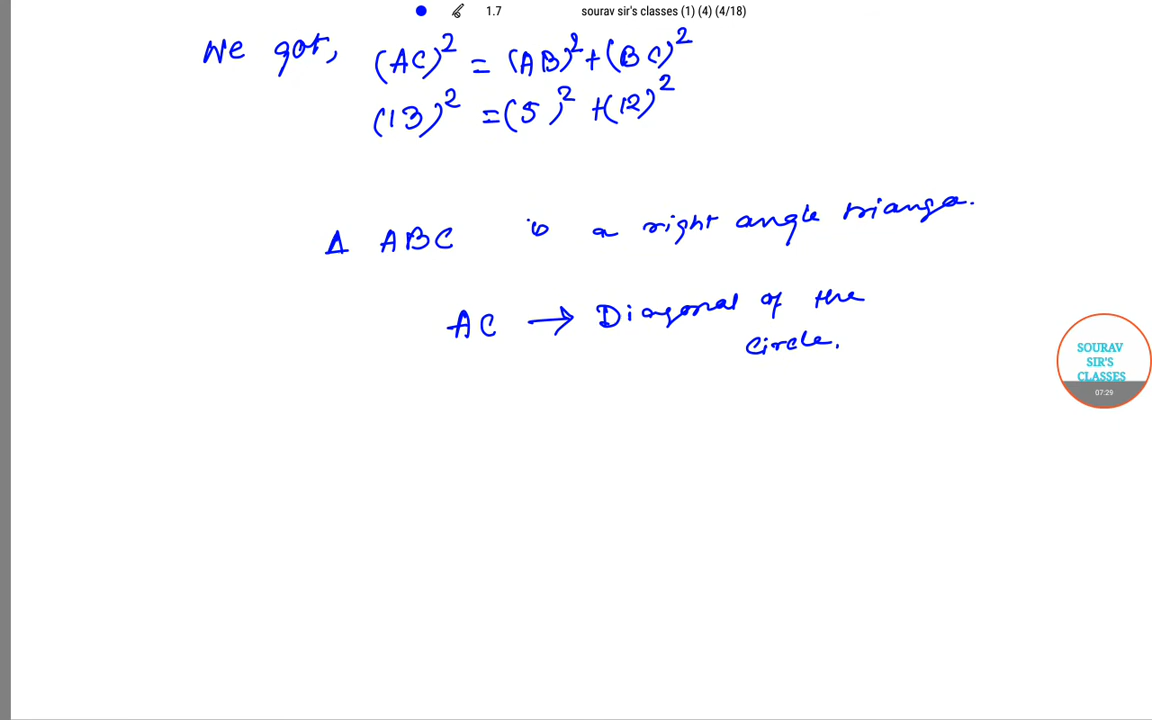 1.7 sourav sir's classes (1) (4) (4/18)
We got, (AC)² = (AB)² + (BC)²
(13)² = (5)² + (12)²
Δ ABC is a right angle triangle.
AC → Diagonal of the
circle.
SOURAV
SIR'S
CLASSES
07:29